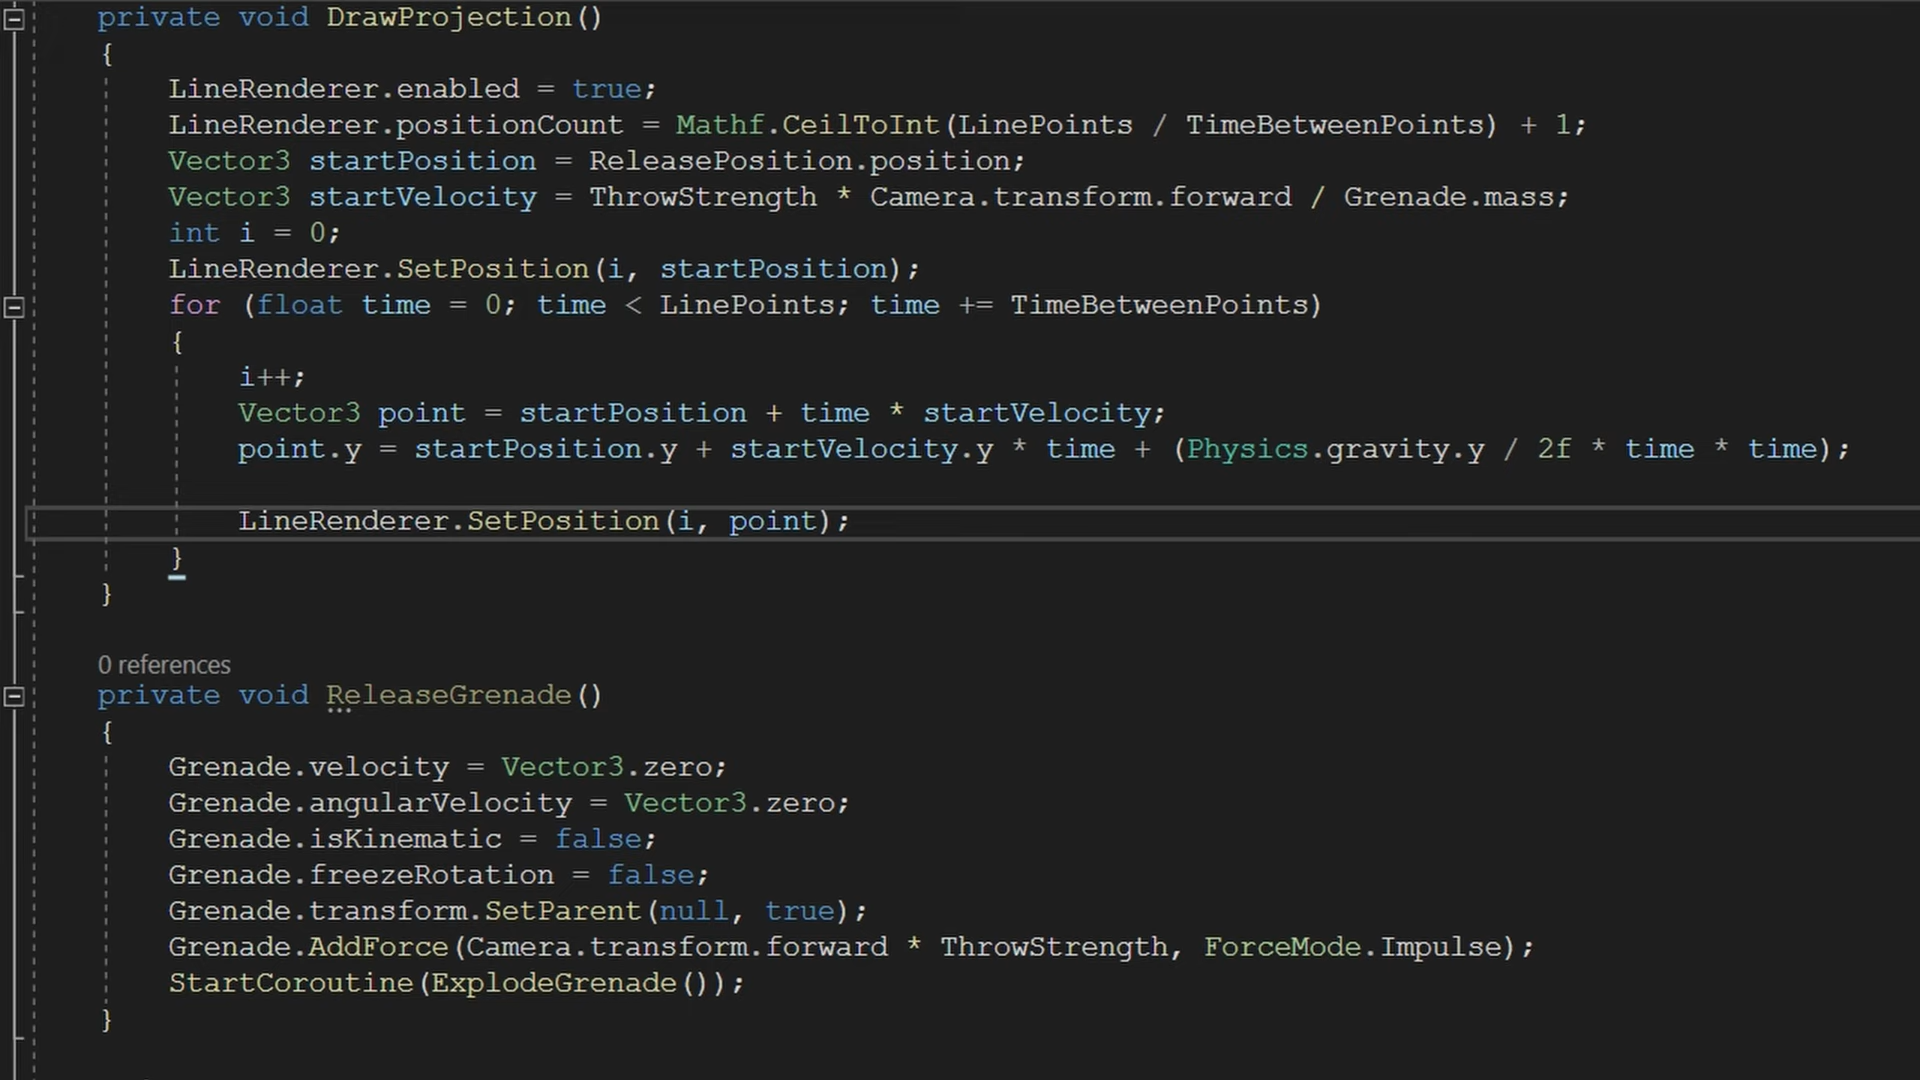 private void DrawProjection()
{
LineRenderer.enabled = true;
LineRenderer.positionCount = Mathf.CeilToInt(LinePoints / TimeBetweenPoints) + 1;
Vector3 startPosition = ReleasePosition.position;
Vector3 startVelocity = ThrowStrength * Camera.transform.forward / Grenade.mass;
int i = 0;
LineRenderer.SetPosition(i, startPosition);
for (float time = 0; time < LinePoints; time += TimeBetweenPoints)
{
i++;
Vector3 point = startPosition + time * startVelocity;
point.y = startPosition.y + startVelocity.y * time + (Physics.gravity.y / 2f * time * time);
LineRenderer.SetPosition(i, point);
}
}
0 references
private void ReleaseGrenade()
{
Grenade.velocity = Vector3.zero;
Grenade.angularVelocity = Vector3.zero;
Grenade.isKinematic = false;
Grenade.freezeRotation = false;
Grenade.transform.SetParent(null, true);
Grenade.AddForce(Camera.transform.forward * ThrowStrength, ForceMode.Impulse);
StartCoroutine(ExplodeGrenade());
}